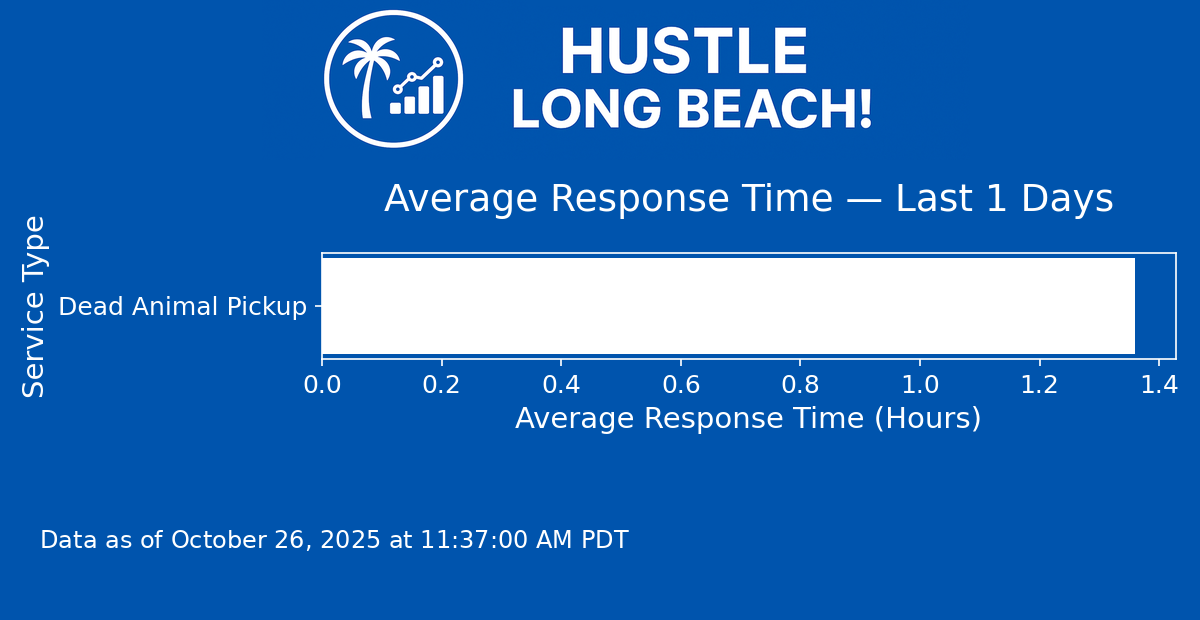 HUSTLE
LONG BEACH!
Average Response Time — Last 1 Days
Service Type
Dead Animal Pickup
0.0 0.2 0.4 0.6 0.8 1.0 1.2 1.4
Average Response Time (Hours)
Data as of October 26, 2025 at 11:37:00 AM PDT